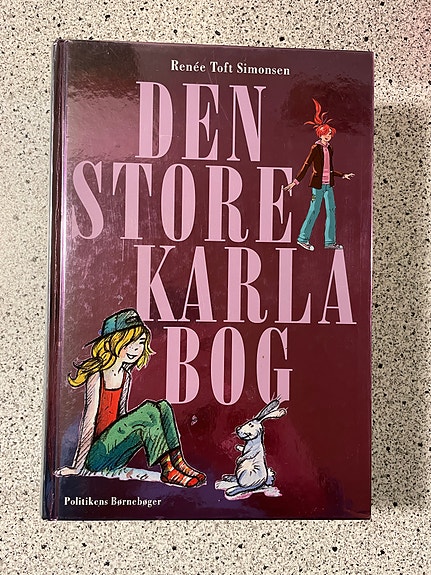 Renée Toft Simonsen
DEN
STORE
KARLA
BOG
Politikens Børnebøger